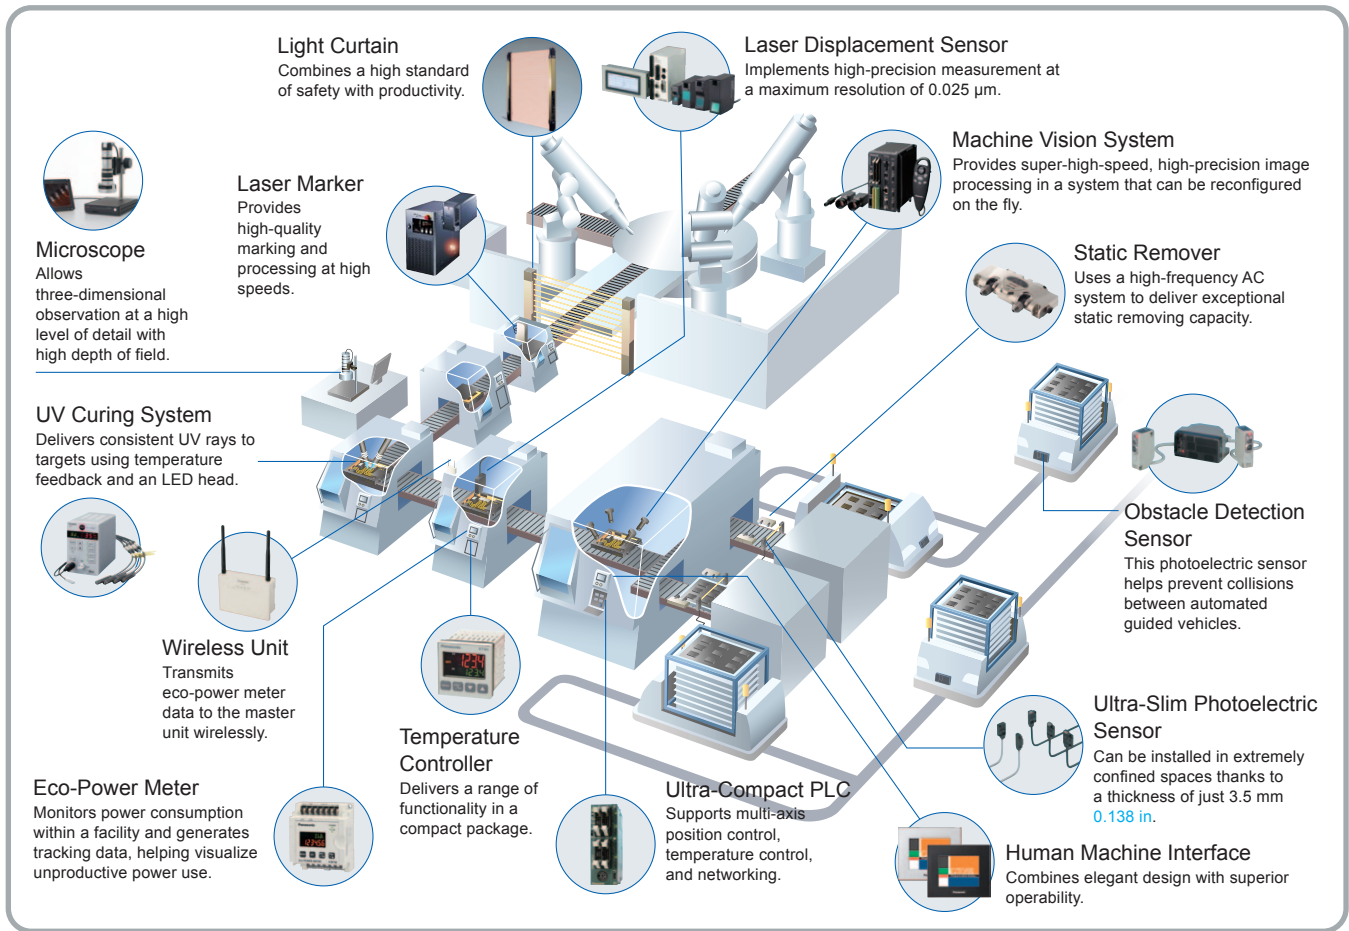 Light Curtain
Combines a high standard
of safety with productivity.
Laser Displacement Sensor
Implements high-precision measurement at
a maximum resolution of 0.025 μm.
Machine Vision System
Provides super-high-speed, high-precision image
processing in a system that can be reconfigured
on the fly.
Laser Marker
Provides
high-quality
marking and
processing at high
speeds.
Microscope
Allows
three-dimensional
observation at a high
level of detail with
high depth of field.
Static Remover
Uses a high-frequency AC
system to deliver exceptional
static removing capacity.
UV Curing System
Delivers consistent UV rays to
targets using temperature
feedback and an LED head.
Obstacle Detection
Sensor
This photoelectric sensor
helps prevent collisions
between automated
guided vehicles.
Wireless Unit
Transmits
eco-power meter
data to the master
unit wirelessly.
Temperature
Controller
Delivers a range of
functionality in a
compact package.
Ultra-Slim Photoelectric
Sensor
Can be installed in extremely
confined spaces thanks to
a thickness of just 3.5 mm
0.138 in.
Eco-Power Meter
Monitors power consumption
within a facility and generates
tracking data, helping visualize
unproductive power use.
Ultra-Compact PLC
Supports multi-axis
position control,
temperature control,
and networking.
Human Machine Interface
Combines elegant design with superior
operability.